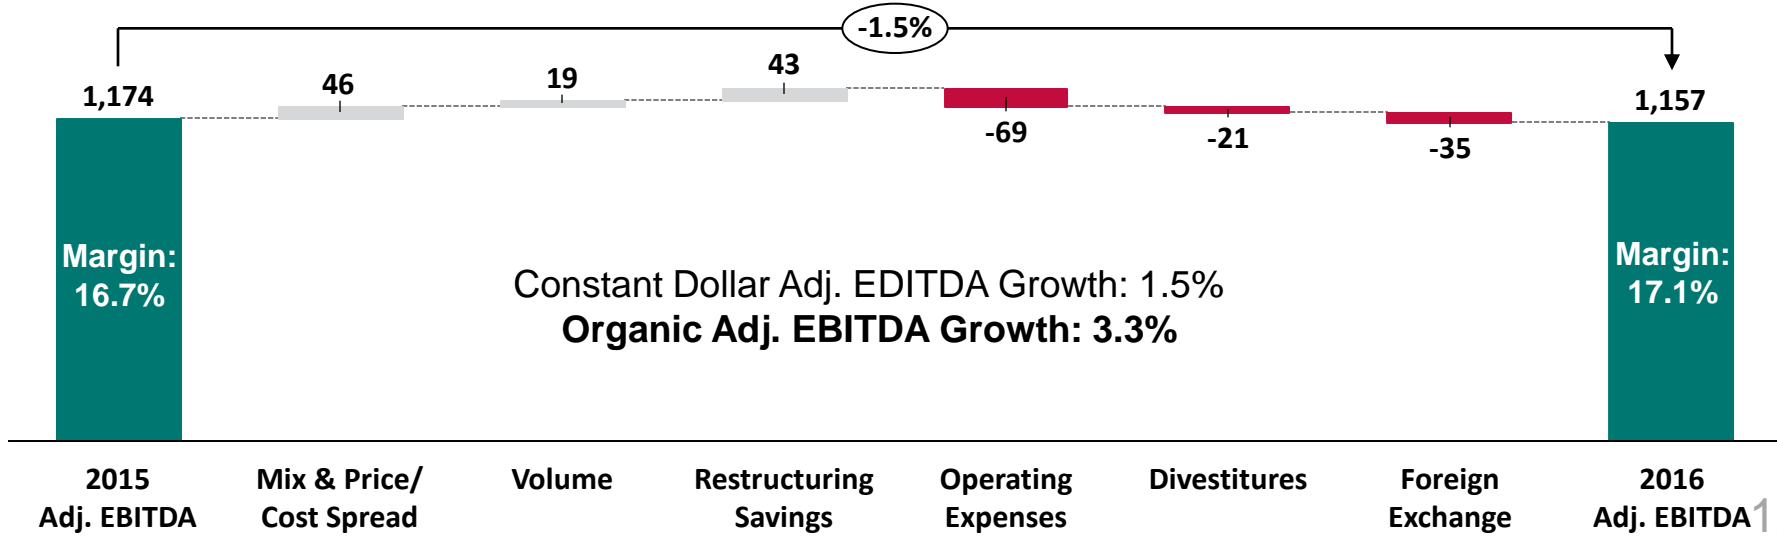 -1.5%
1,174
46
19
43
-69
-21
-35
1,157
Margin:
16.7%
Constant Dollar Adj. EDITDA Growth: 1.5%
Organic Adj. EBITDA Growth: 3.3%
Margin:
17.1%
2015
Adj. EBITDA
Mix & Price/
Cost Spread
Volume
Restructuring
Savings
Operating
Expenses
Divestitures
Foreign
Exchange
2016
Adj. EBITDA
1